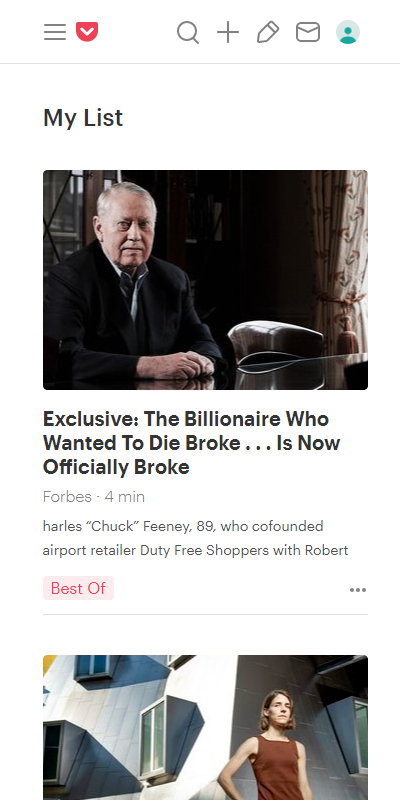 My List
Exclusive: The Billionaire Who
Wanted To Die Broke . . . Is Now
Officially Broke
Forbes · 4 min
harles “Chuck” Feeney, 89, who cofounded
airport retailer Duty Free Shoppers with Robert
Best Of